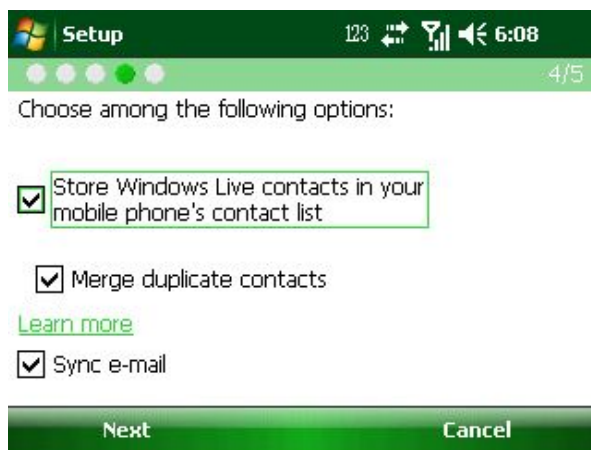 Setup 123 6:08
4/5
Choose among the following options:
Store Windows Live contacts in your
mobile phone's contact list
Merge duplicate contacts
Learn more
Sync e-mail
Next Cancel